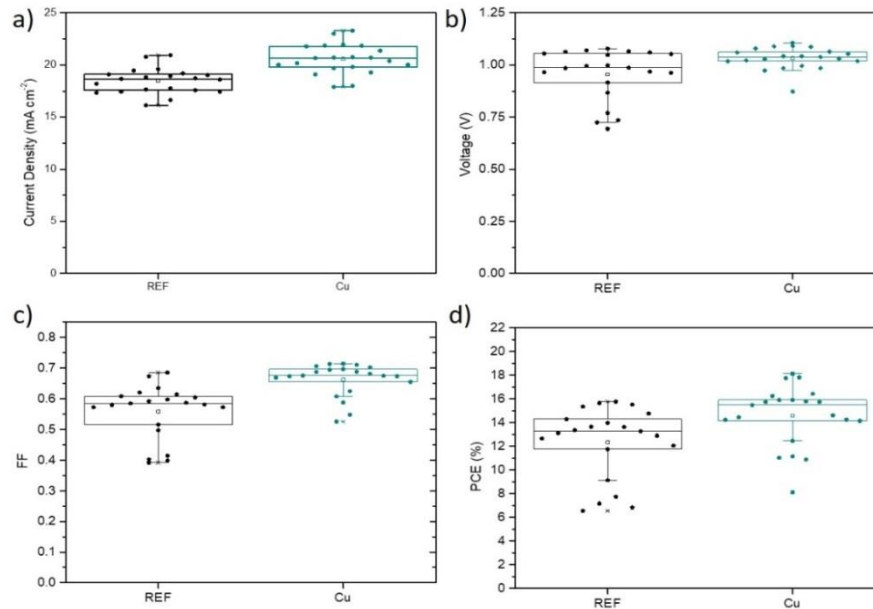 a)
25
20
15
10
5
0
Current Density (mA cm⁻²)
REF
Cu
b)
1.25
1.00
0.75
0.50
0.25
0.00
Voltage (V)
REF
Cu
c)
0.8
0.7
0.6
0.5
0.4
0.3
0.2
0.1
0.0
FF
REF
Cu
d)
22
20
18
16
14
12
10
8
6
4
2
0
PCE (%)
REF
Cu